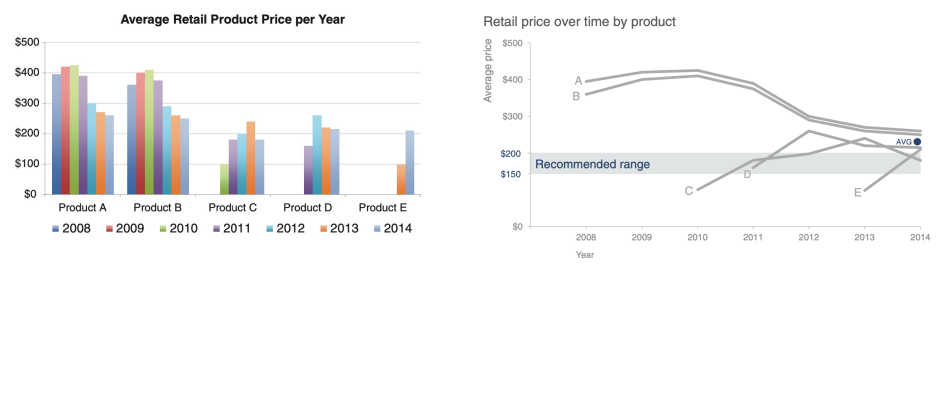 Average Retail Product Price per Year
$500
$400
$300
$200
$100
$0
Product A Product B Product C Product D Product E
2008 2009 2010 2011 2012 2013 2014
Retail price over time by product
Average price
$500
$400
$300
$200
$150
$0
A
B
C
D
E
AVG
Recommended range
2008 2009 2010 2011 2012 2013 2014
Year